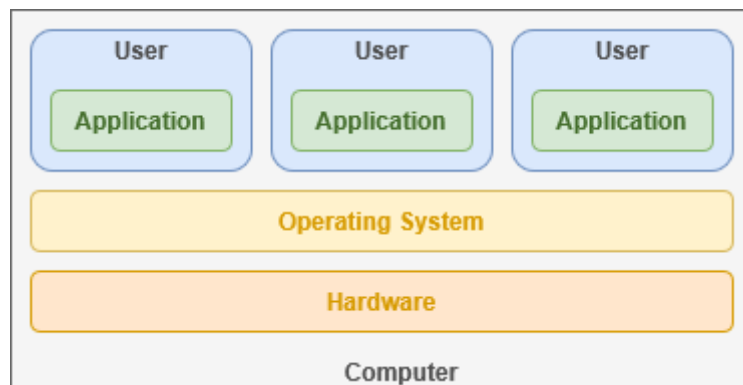 User User User
Application Application Application
Operating System
Hardware
Computer